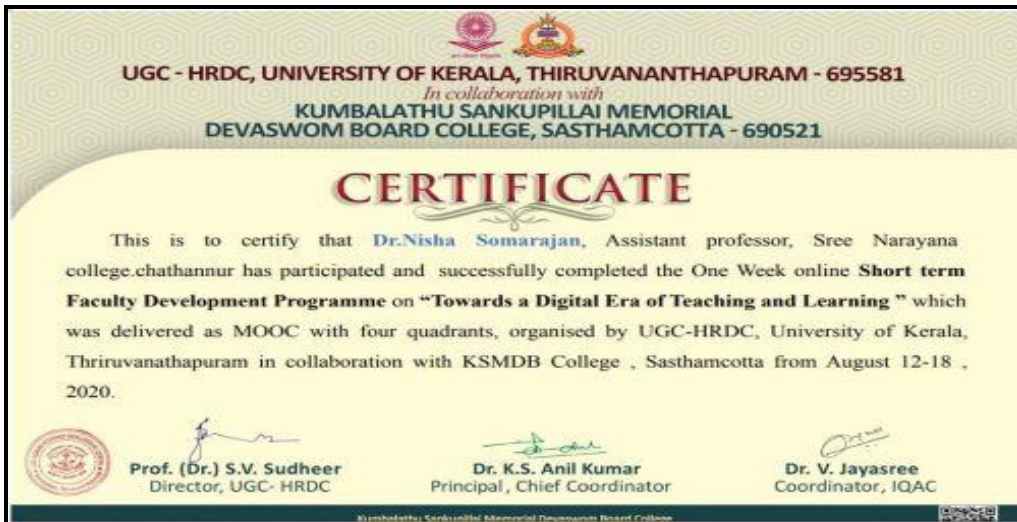 UGC - HRDC, UNIVERSITY OF KERALA, THIRUVANANTHAPURAM - 695581
In collaboration with
KUMBALATHU SANKUPILLAI MEMORIAL
DEVASWOM BOARD COLLEGE, SASTHAMCOTTA - 690521
CERTIFICATE
This is to certify that Dr.Nisha Somarajan, Assistant professor, Sree Narayana
college.chathannur has participated and successfully completed the One Week online Short term
Faculty Development Programme on “Towards a Digital Era of Teaching and Learning ” which
was delivered as MOOC with four quadrants, organised by UGC-HRDC, University of Kerala,
Thriruvanathapuram in collaboration with KSMDB College , Sasthamcotta from August 12-18 ,
2020.
Prof. (Dr.) S.V. Sudheer
Director, UGC- HRDC
Dr. K.S. Anil Kumar
Principal, Chief Coordinator
Dr. V. Jayasree
Coordinator, IQAC
Kumbalathu Sankupillai Memorial Devaswom Board College